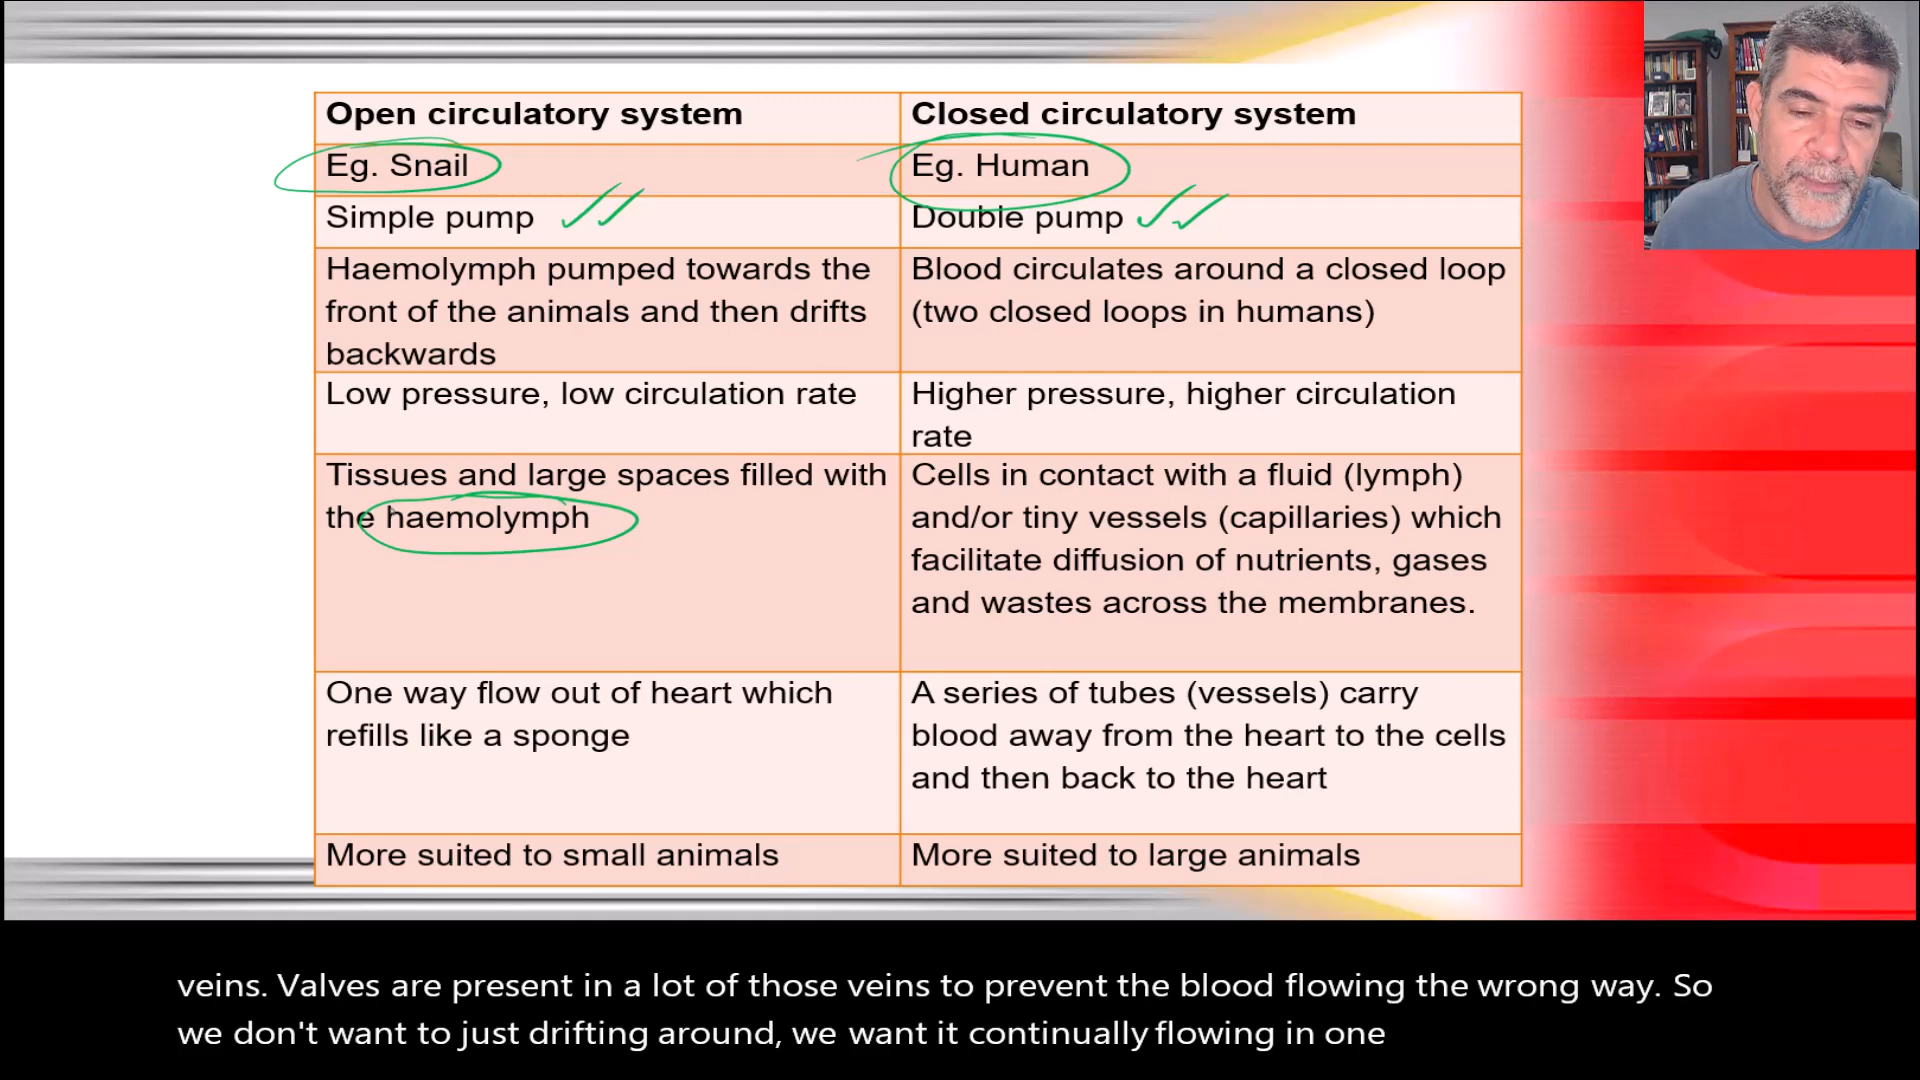 Open circulatory system
Closed circulatory system
Eg. Snail
Eg. Human
Simple pump
Double pump
Haemolymph pumped towards the
front of the animals and then drifts
backwards
Blood circulates around a closed loop
(two closed loops in humans)
Low pressure, low circulation rate
Higher pressure, higher circulation
rate
Tissues and large spaces filled with
the haemolymph
Cells in contact with a fluid (lymph)
and/or tiny vessels (capillaries) which
facilitate diffusion of nutrients, gases
and wastes across the membranes.
One way flow out of heart which
refills like a sponge
A series of tubes (vessels) carry
blood away from the heart to the cells
and then back to the heart
More suited to small animals
More suited to large animals
veins. Valves are present in a lot of those veins to prevent the blood flowing the wrong way. So
we don't want to just drifting around, we want it continually flowing in one